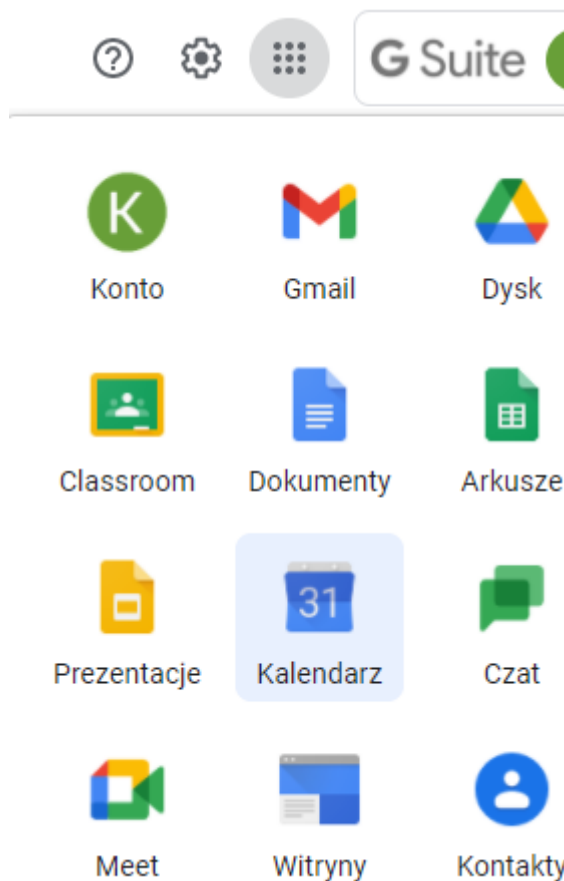 G Suite
K
Konto Gmail Dysk
Classroom Dokumenty Arkusze
31
Prezentacje Kalendarz Czat
Meet Witryny Kontakty